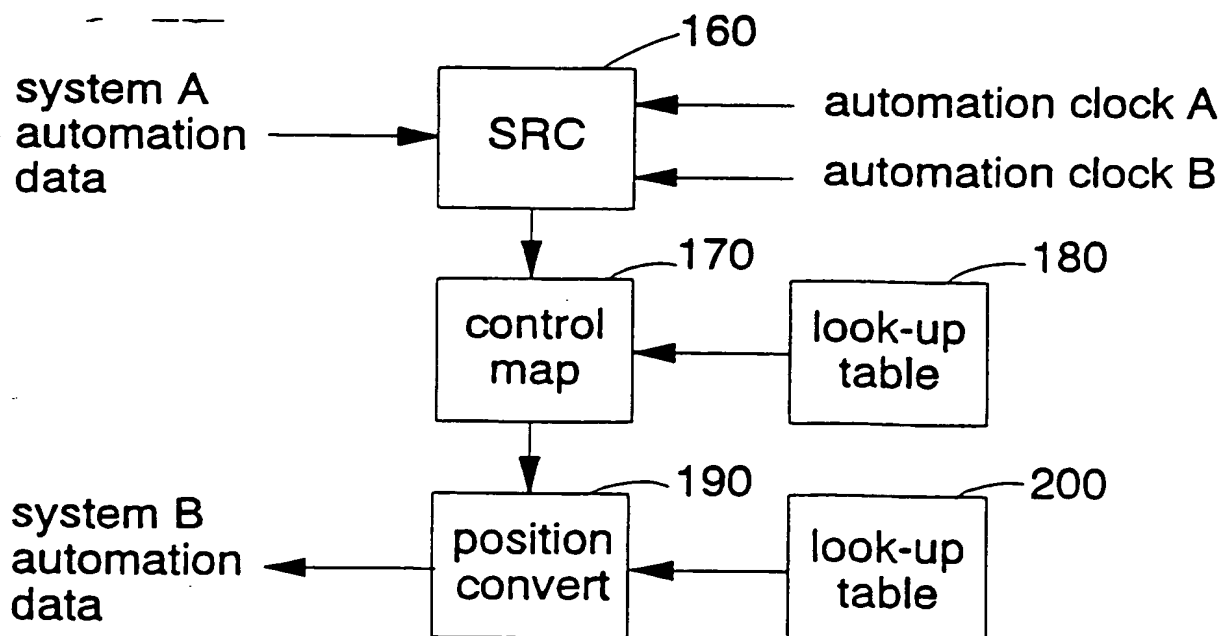 160
system A
automation
data
SRC
automation clock A
automation clock B
170
180
control
map
look-up
table
190
200
system B
automation
data
position
convert
look-up
table